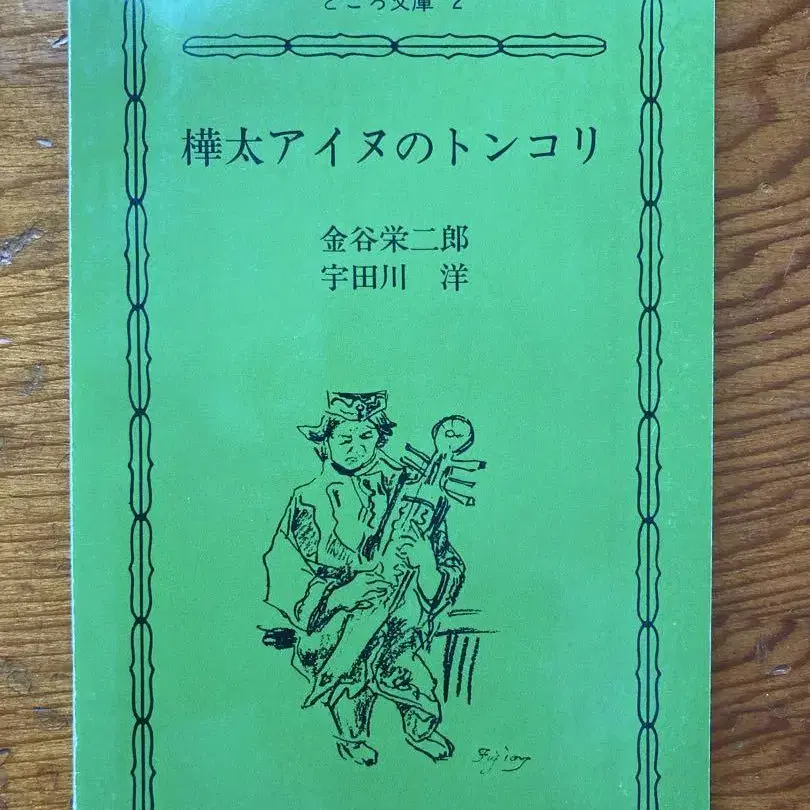 ところ文庫 2
樺太アイヌのトンコリ
金谷栄二郎
宇田川　洋